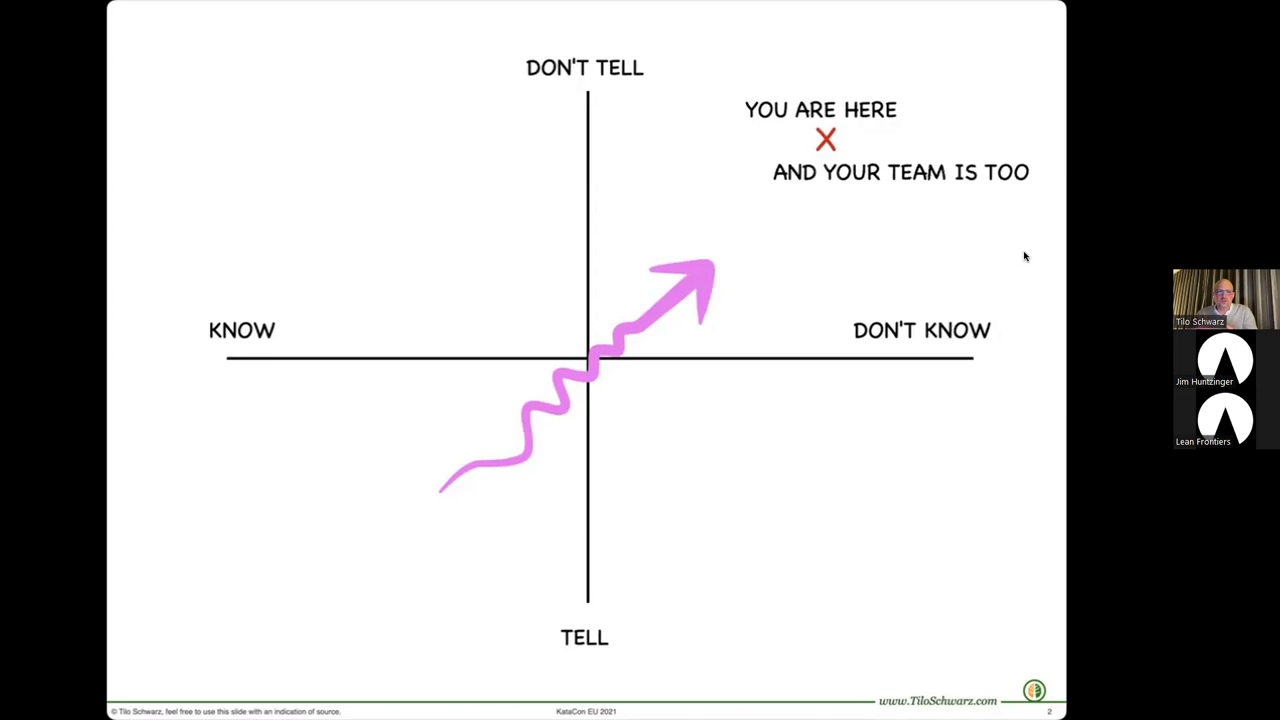 DON'T TELL
YOU ARE HERE
X
AND YOUR TEAM IS TOO
KNOW
DON'T KNOW
TELL
www.TiloSchwarz.com
© Tilo Schwarz, feel free to use this slide with an indication of source.
KataCon EU 2021
2
Tilo Schwarz
Jim Huntzinger
Lean Frontiers